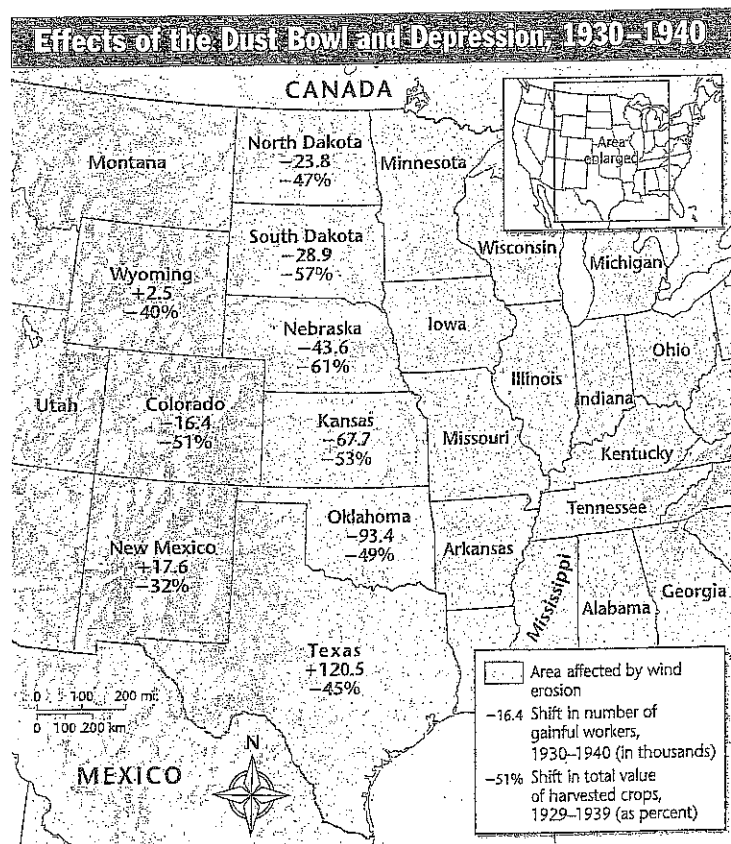 Effects of the Dust Bowl and Depression, 1930–1940
CANADA
Area
enlarged
Montana
North Dakota
−23.8
−47%
Minnesota
South Dakota
−28.9
−57%
Wisconsin
Michigan
Wyoming
+2.5
−40%
Nebraska
−43.6
−61%
Iowa
Illinois
Indiana
Ohio
Utah
Colorado
−16.4
−51%
Kansas
−67.7
−53%
Missouri
Kentucky
Tennessee
New Mexico
+17.6
−32%
Oklahoma
−93.4
−49%
Arkansas
Mississippi
Alabama
Georgia
Texas
+120.5
−45%
0 100 200 mi.
0 100 200 km
N
MEXICO
Area affected by wind
erosion
−16.4 Shift in number of
gainful workers,
1930–1940 (in thousands)
−51% Shift in total value
of harvested crops,
1929–1939 (as percent)